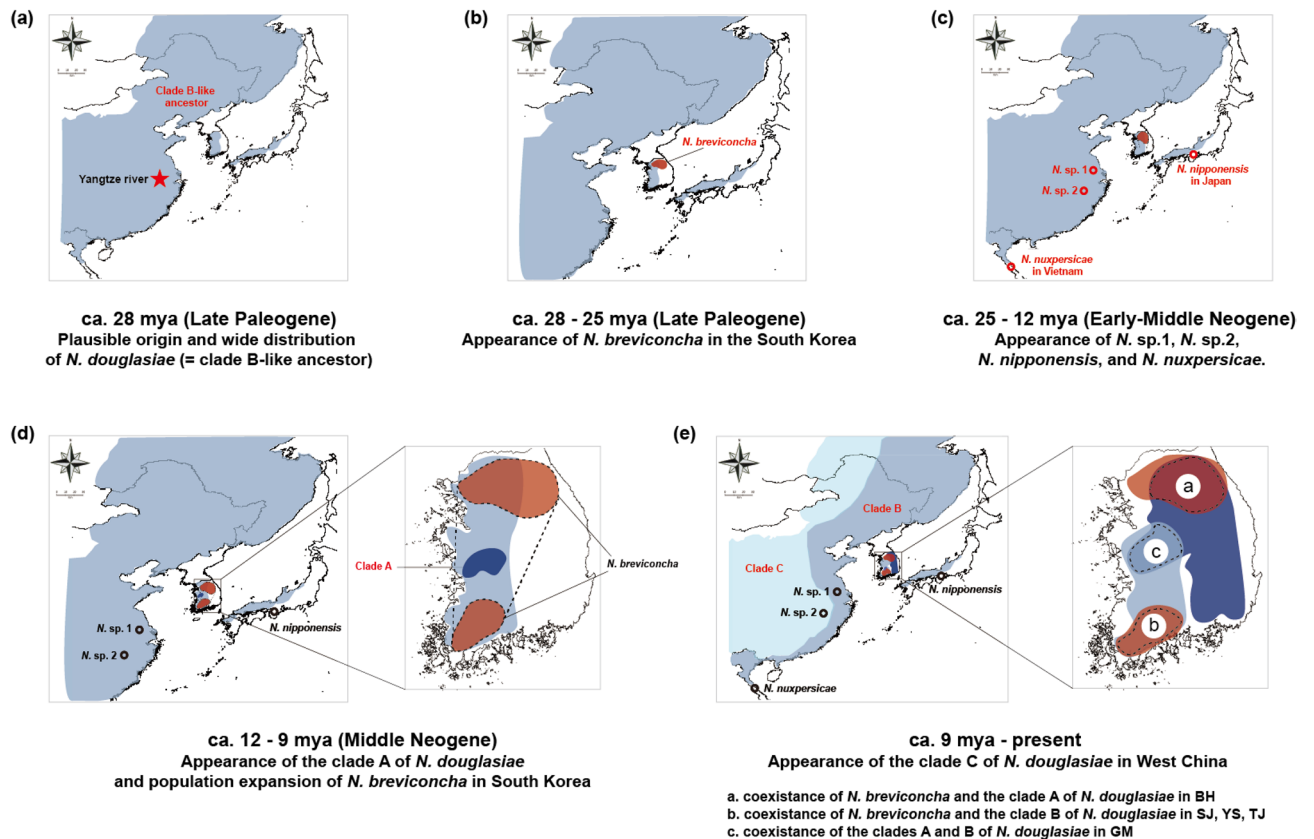 (a)
Clade B-like
ancestor
Yangtze river
ca. 28 mya (Late Paleogene)
Plausible origin and wide distribution
of N. douglasiae (= clade B-like ancestor)
(b)
N. breviconcha
ca. 28 - 25 mya (Late Paleogene)
Appearance of N. breviconcha in the South Korea
(c)
N. sp. 1
N. sp. 2
N. nipponensis
in Japan
N. nuxpersicae
in Vietnam
ca. 25 - 12 mya (Early-Middle Neogene)
Appearance of N. sp.1, N. sp.2,
N. nipponensis, and N. nuxpersicae.
(d)
N. sp. 1
N. sp. 2
N. nipponensis
Clade A
N. breviconcha
ca. 12 - 9 mya (Middle Neogene)
Appearance of the clade A of N. douglasiae
and population expansion of N. breviconcha in South Korea
(e)
Clade B
Clade C
N. sp. 1
N. sp. 2
N. nipponensis
N. nuxpersicae
a
c
b
ca. 9 mya - present
Appearance of the clade C of N. douglasiae in West China
a. coexistance of N. breviconcha and the clade A of N. douglasiae in BH
b. coexistance of N. breviconcha and the clade B of N. douglasiae in SJ, YS, TJ
c. coexistance of the clades A and B of N. douglasiae in GM